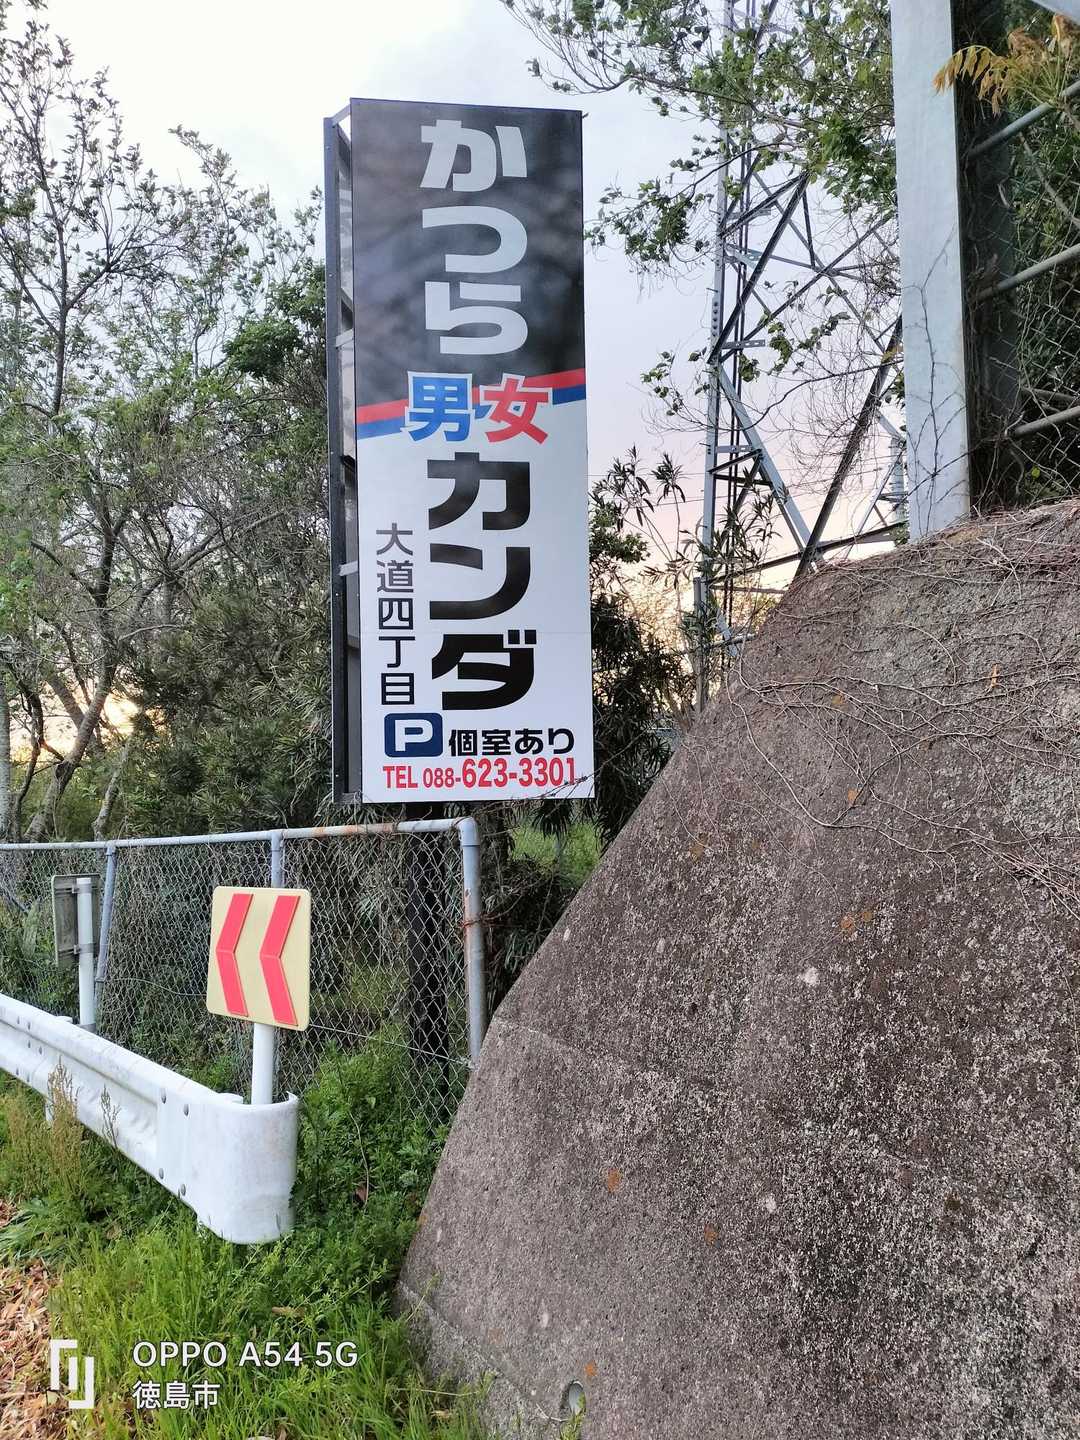 かつら
男女
カンダ
大道四丁目
P 個室あり
TEL 088-623-3301
OPPO A54 5G
徳島市